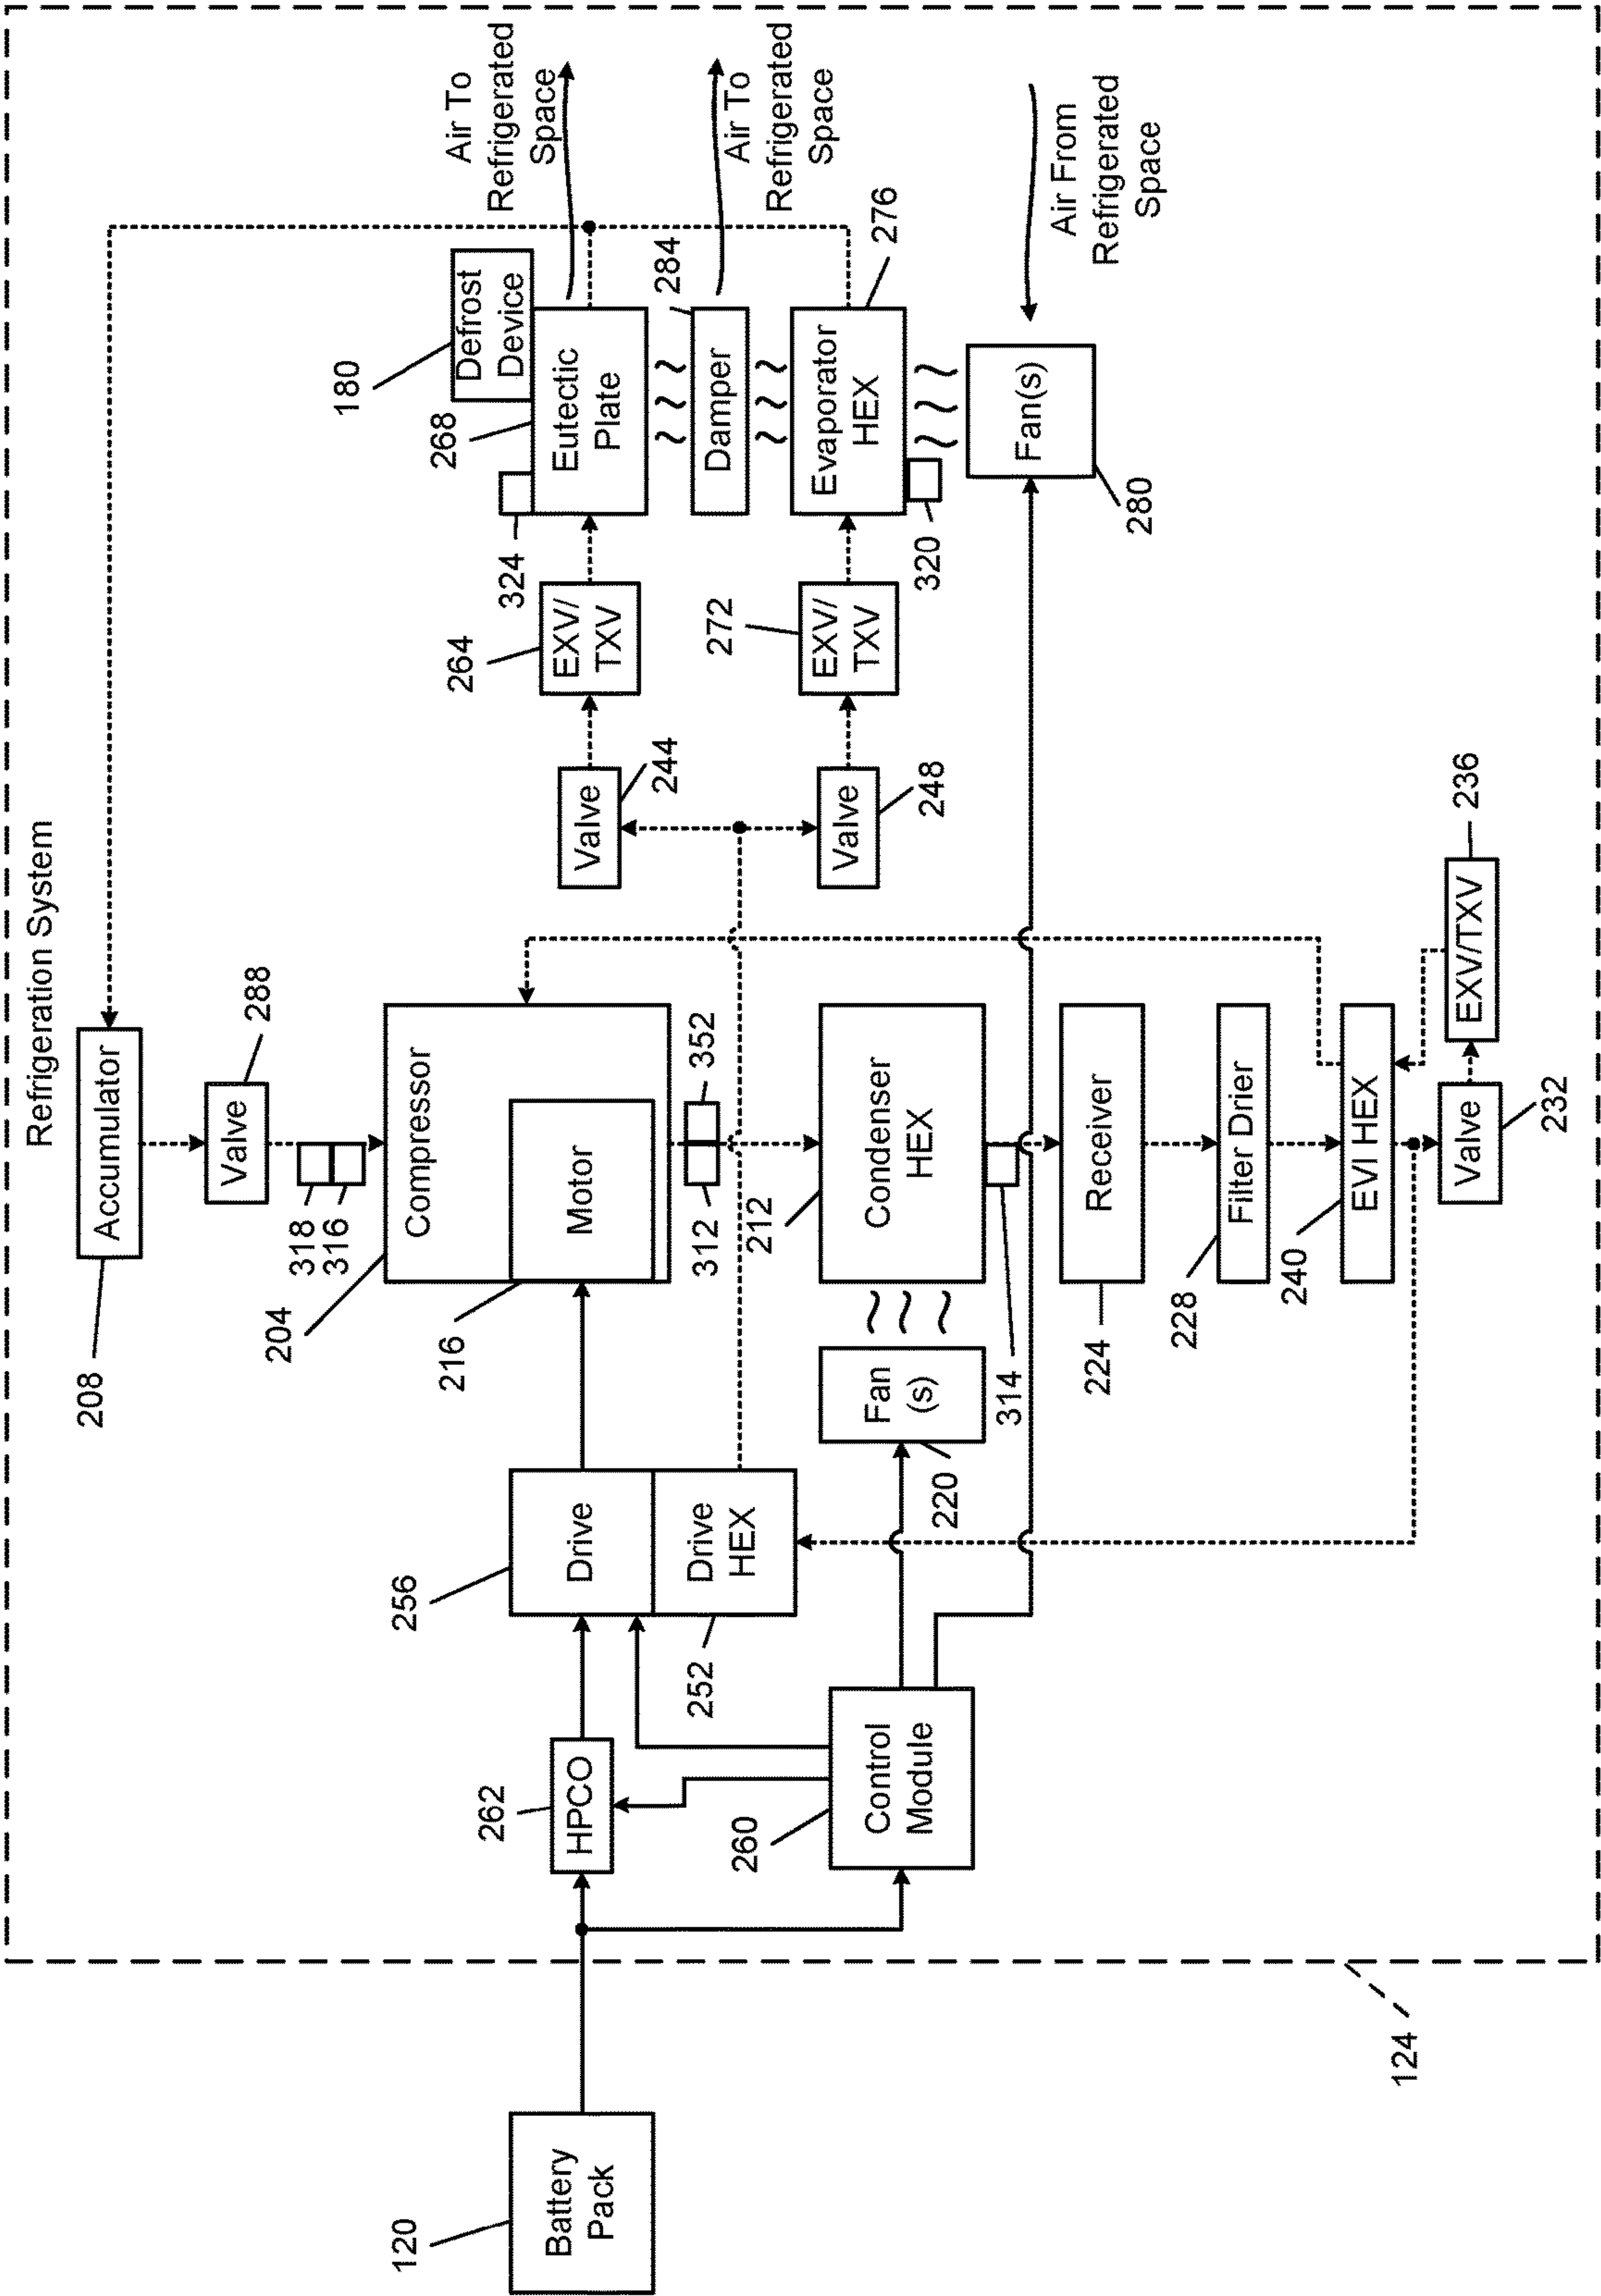 Refrigeration System
Battery
Pack
120
124
HPCO
262
Control
Module
260
Drive
256
Drive
HEX
252
Accumulator
208
Valve
288
318
316
Compressor
204
Motor
216
312
352
Fan
(s)
220
Condenser
HEX
212
314
Receiver
224
Filter Drier
228
EVI HEX
240
Valve
232
EXV/TXV
236
Valve
244
Valve
248
EXV/
TXV
264
EXV/
TXV
272
Eutectic
Plate
268
324
Defrost
Device
180
Damper
284
Evaporator
HEX
276
320
Fan(s)
280
Air To
Refrigerated
Space
Air To
Refrigerated
Space
Air From
Refrigerated
Space